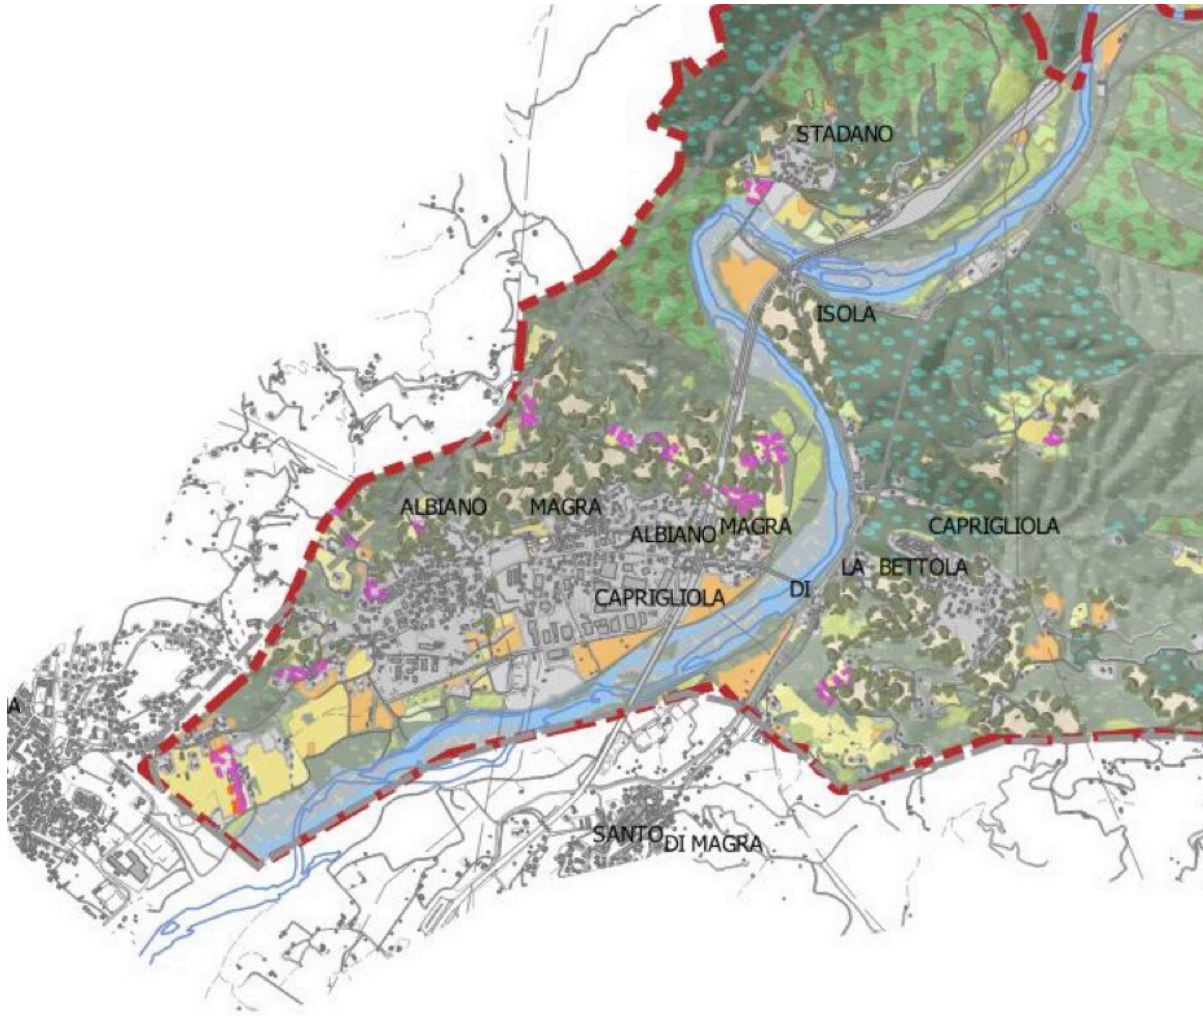 STADANO
ISOLA
ALBIANO MAGRA
ALBIANO MAGRA
CAPRIGLIOLA
LA BETTOLA
CAPRIGLIOLA
DI
SANTO
DI MAGRA
A